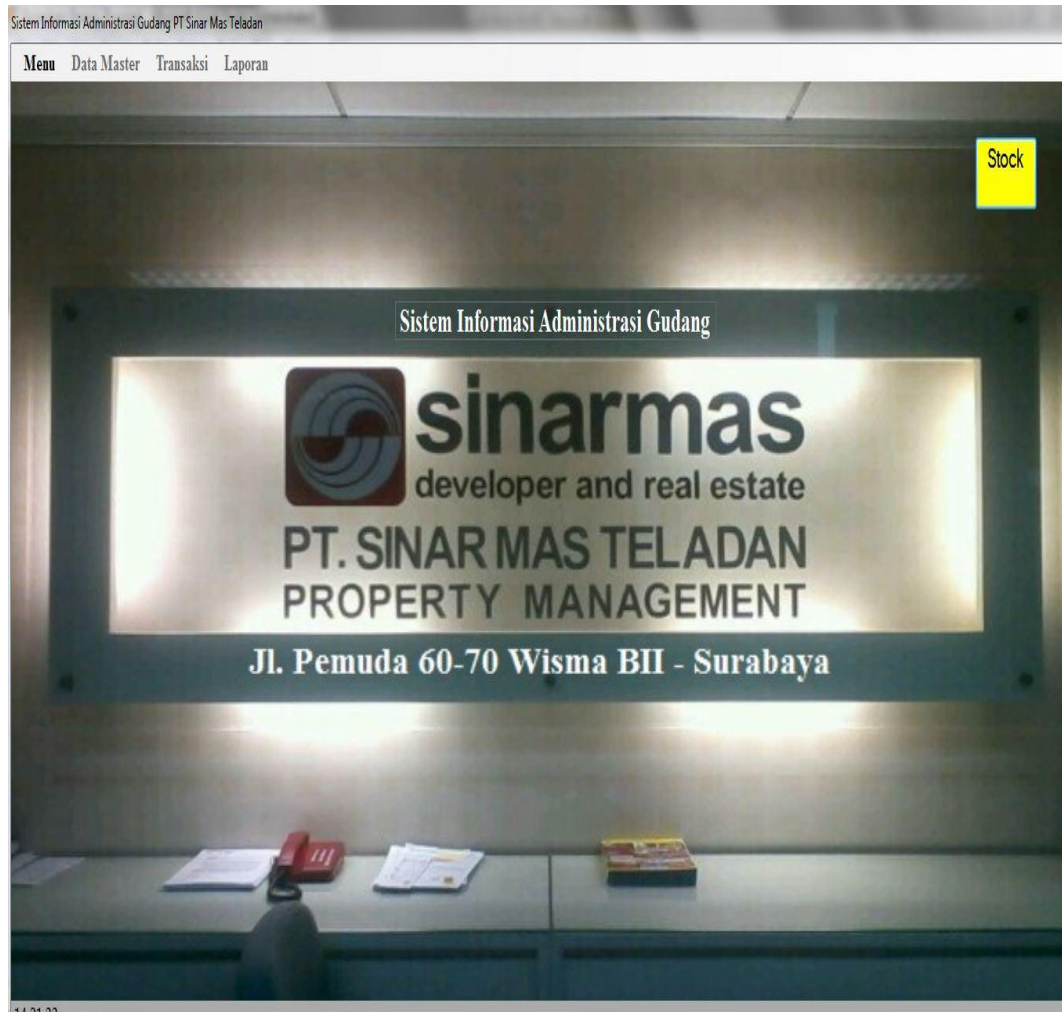 Sistem Informasi Administrasi Gudang PT Sinar Mas Teladan
Menu Data Master Transaksi Laporan
Stock
Sistem Informasi Administrasi Gudang
sinarmas
developer and real estate
PT. SINAR MAS TELADAN
PROPERTY MANAGEMENT
Jl. Pemuda 60-70 Wisma BII - Surabaya